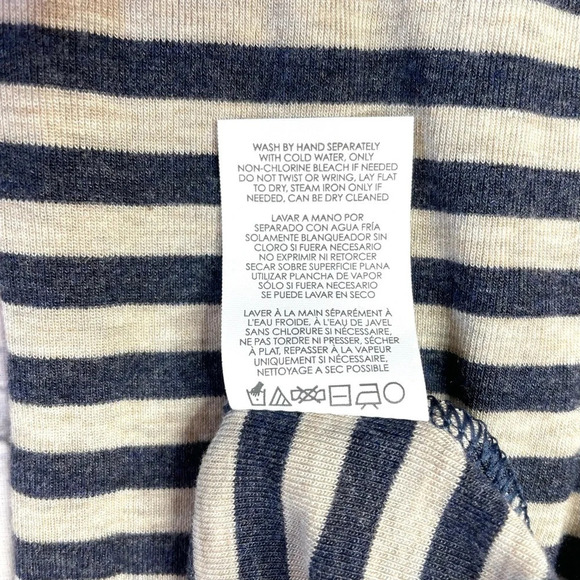 WASH BY HAND SEPARATELY
WITH COLD WATER, ONLY
NON-CHLORINE BLEACH IF NEEDED
DO NOT TWIST OR WRING, LAY FLAT
TO DRY, STEAM IRON ONLY IF
NEEDED, CAN BE DRY CLEANED
LAVAR A MANO POR
SEPARADO CON AGUA FRÍA
SOLAMENTE BLANQUEADOR SIN
CLORO SI FUERA NECESARIO
NO EXPRIMIR NI RETORCER
SECAR SOBRE SUPERFICIE PLANA
UTILIZAR PLANCHA DE VAPOR
SÓLO SI FUERA NECESARIO
SE PUEDE LAVAR EN SECO
LAVER À LA MAIN SÉPARÉMENT À
L'EAU FROIDE, À L'EAU DE JAVEL
SANS CHLORURE SI NÉCESSAIRE,
NE PAS TORDRE NI PRESSER, SÉCHER
À PLAT, REPASSER À LA VAPEUR
UNIQUEMENT SI NÉCESSAIRE,
NETTOYAGE A SEC POSSIBLE